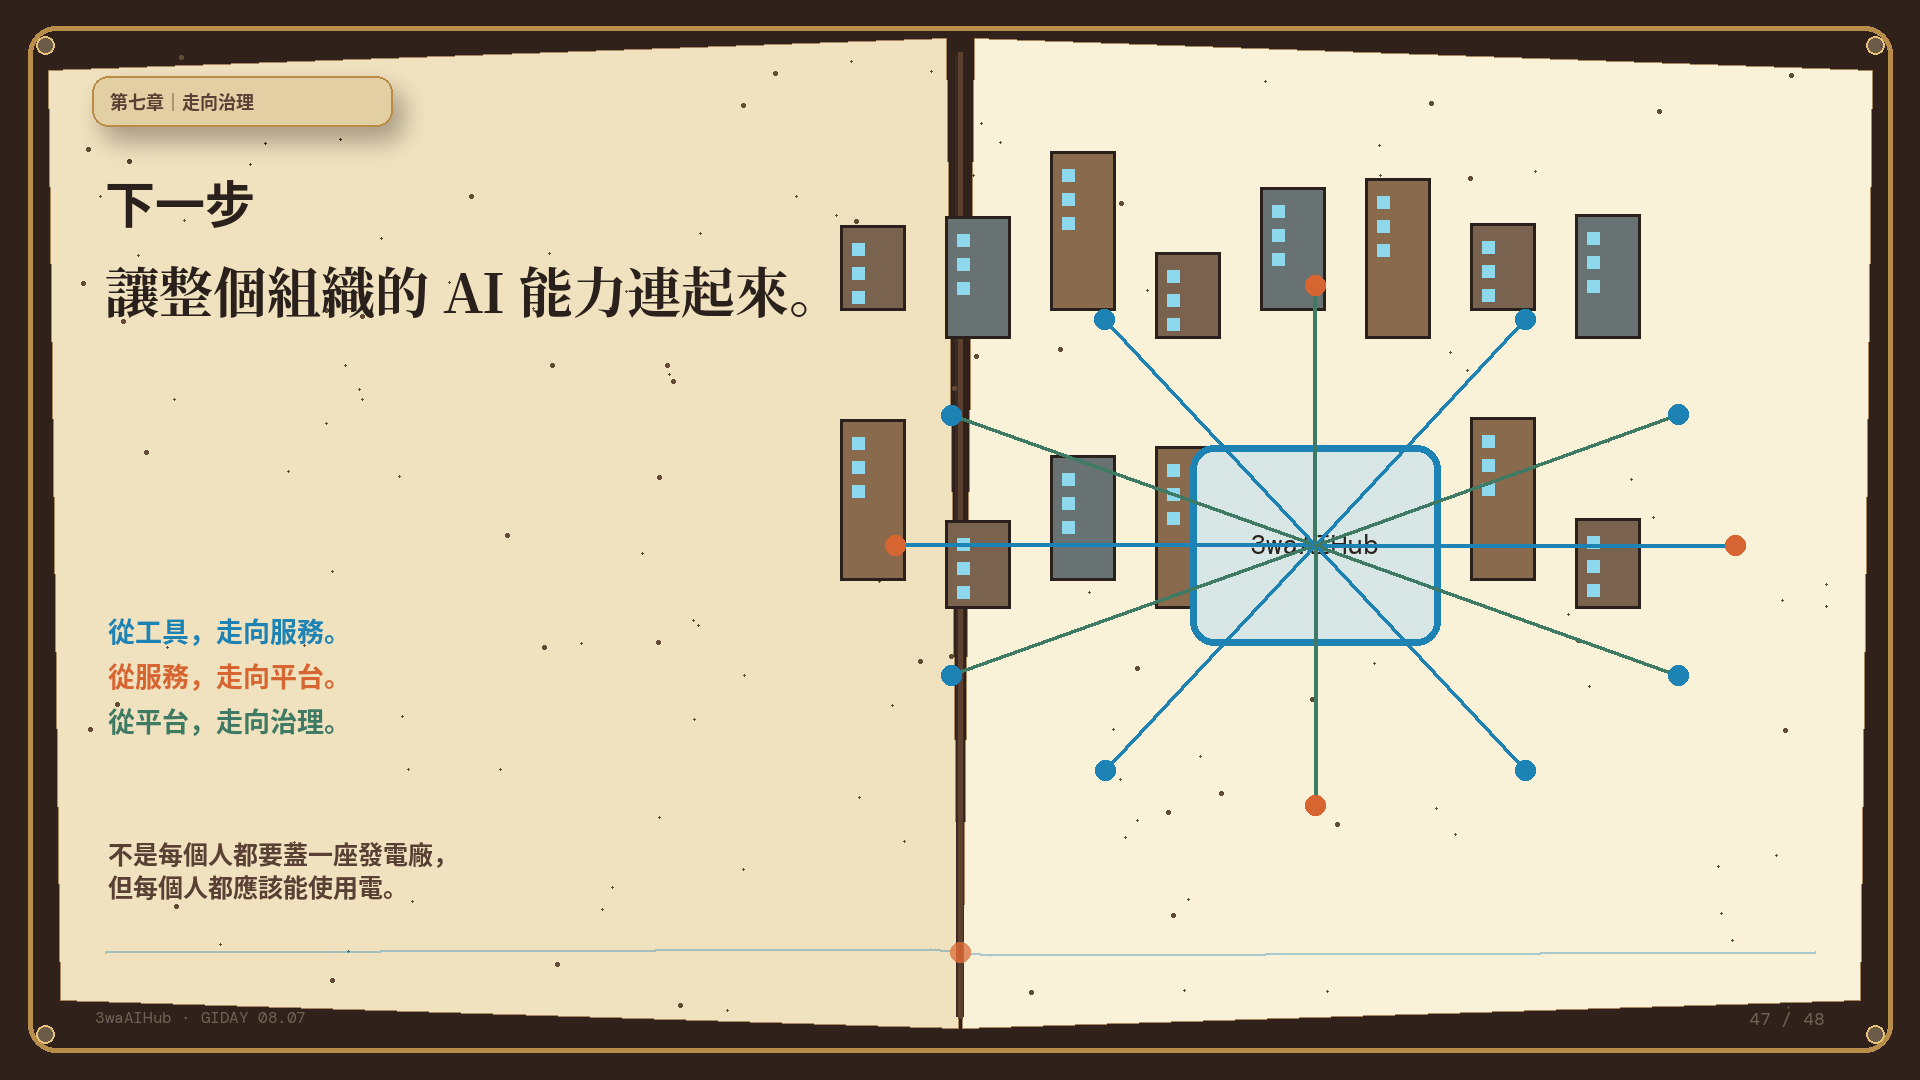 第七章｜走向治理
下一步
讓整個組織的 AI 能力連起來。
從工具，走向服務。
從服務，走向平台。
從平台，走向治理。
不是每個人都要蓋一座發電廠，
但每個人都應該能使用電。
3waAIHub
3waAIHub · GIDAY 08.07
47 / 48